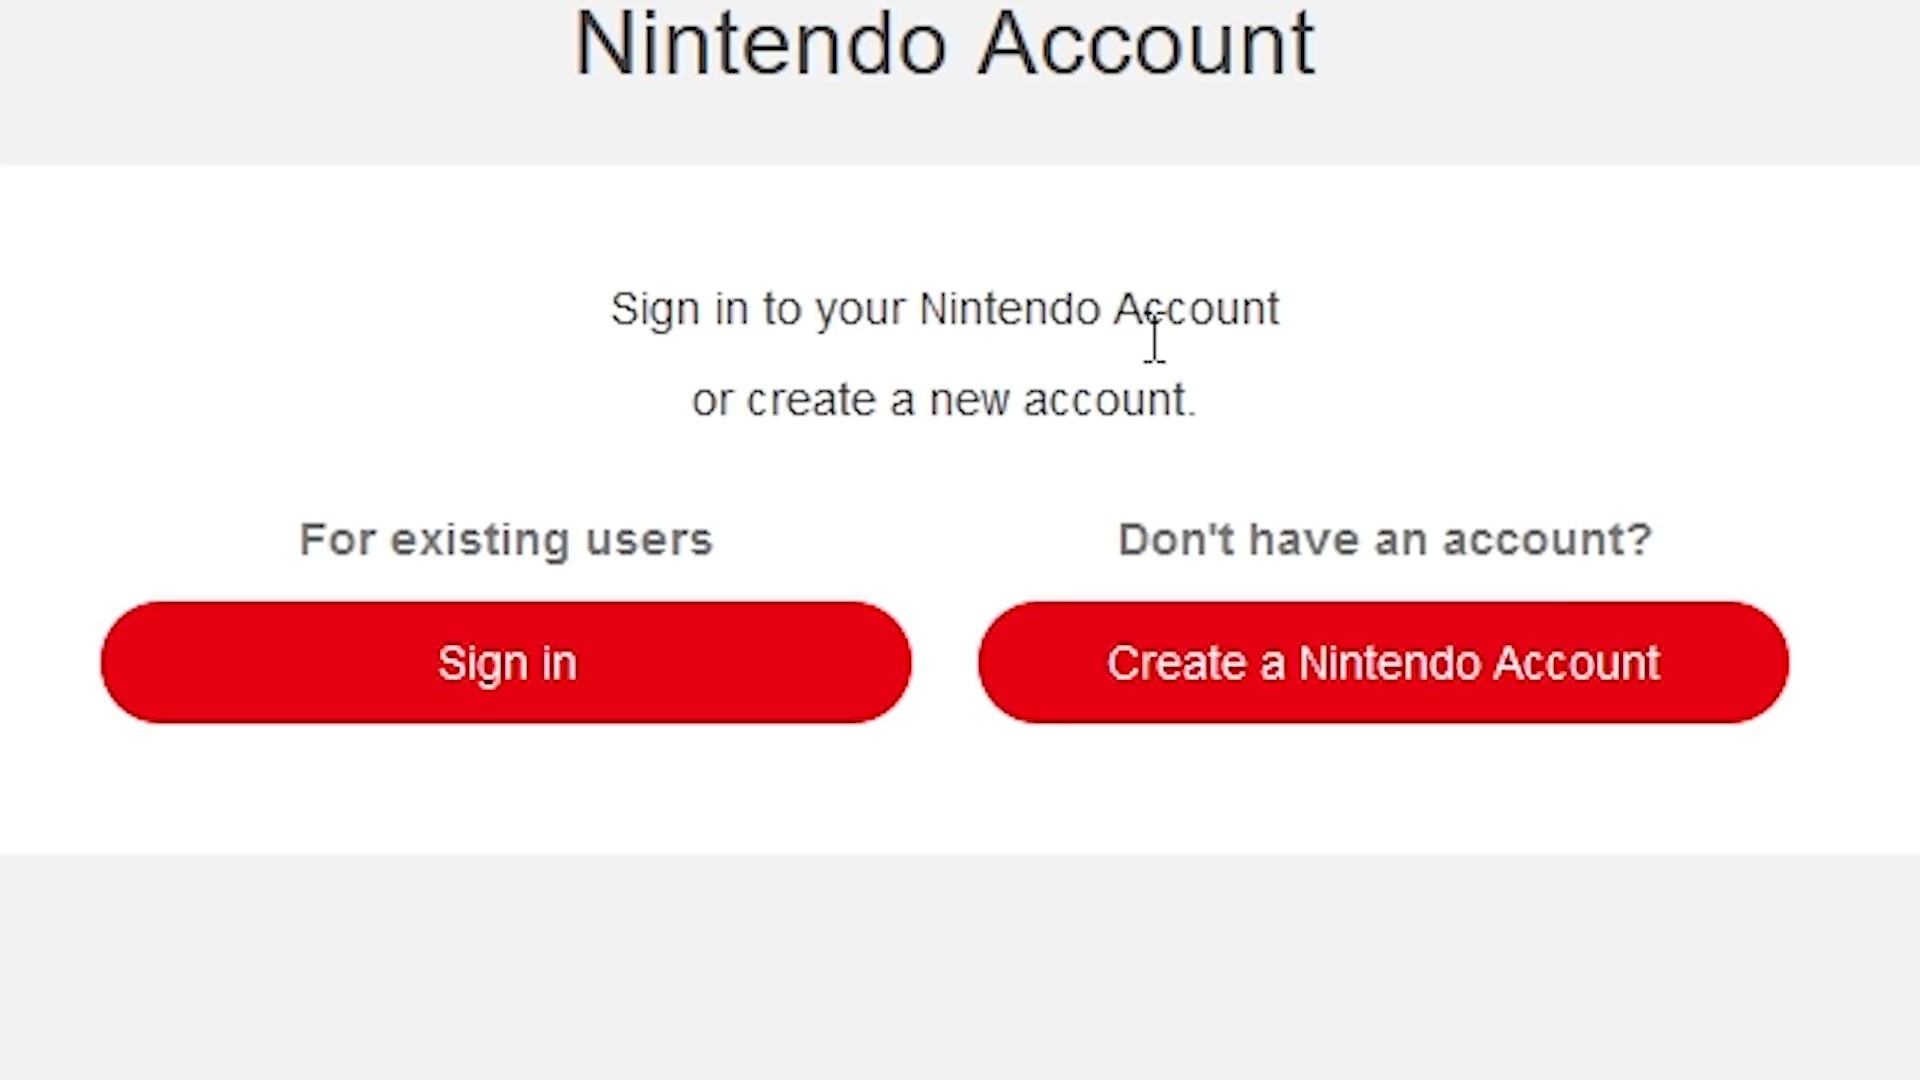 Nintendo Account
Sign in to your Nintendo Account
or create a new account.
For existing users
Don't have an account?
Sign in
Create a Nintendo Account